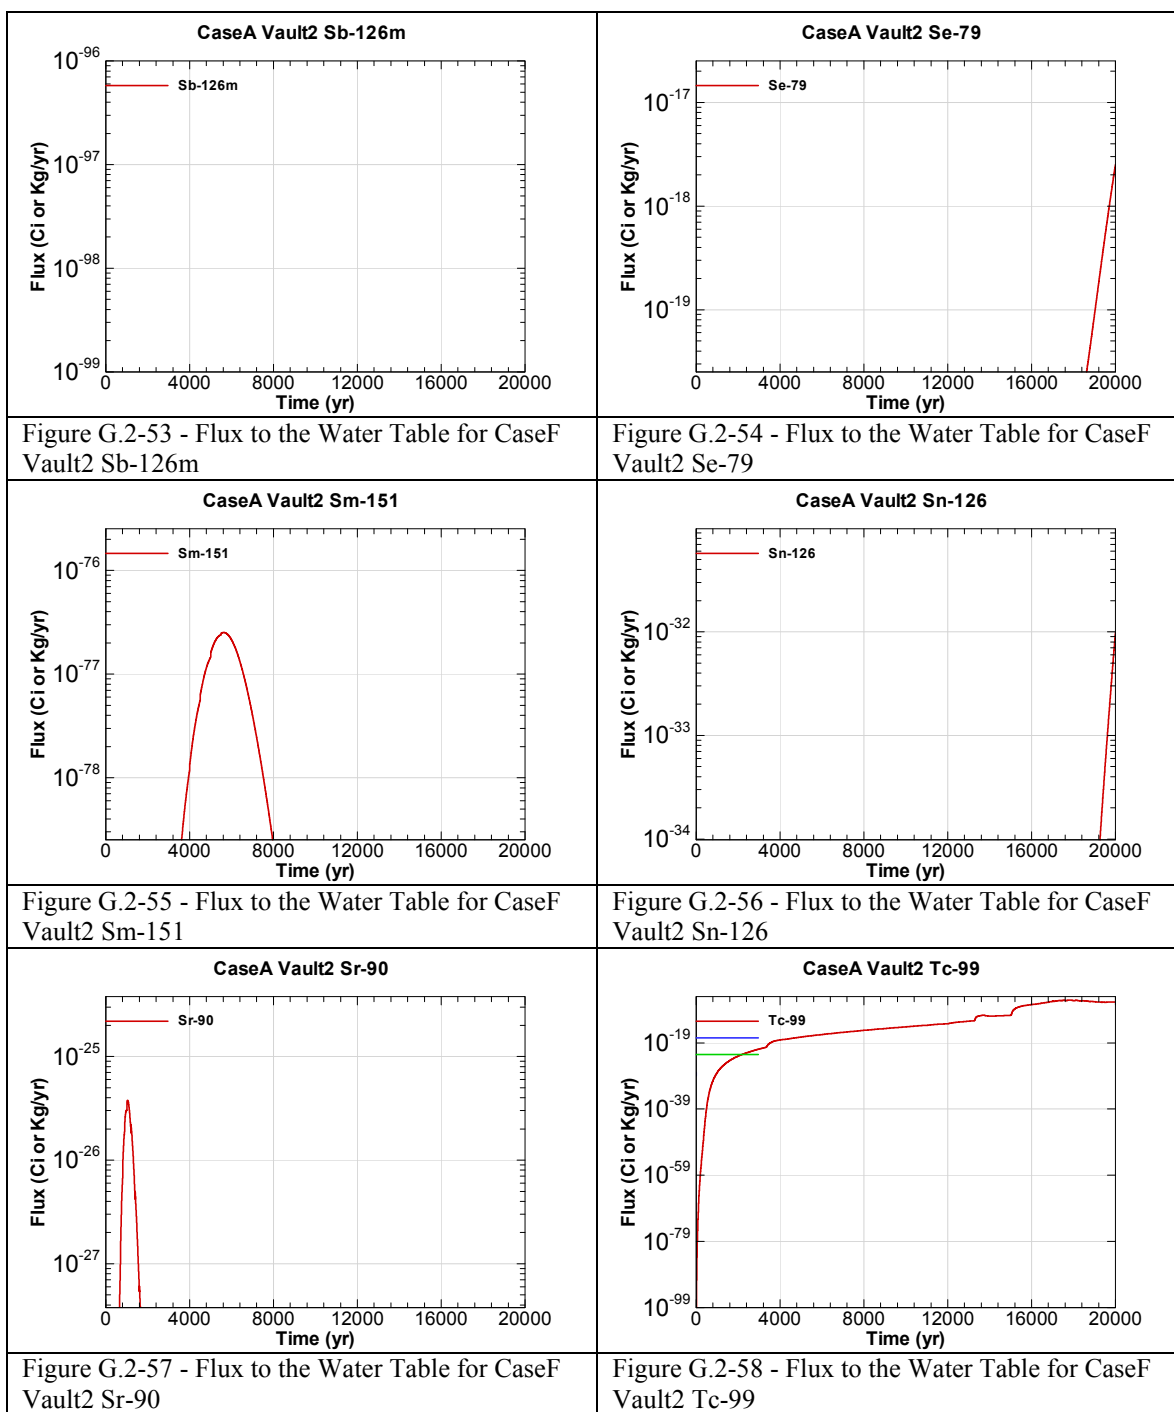 CaseA Vault2 Sb-126m
10-96
Sb-126m
10-97
10-98
10-99
Flux (Ci or Kg/yr)
0 4000 8000 12000 16000 20000
Time (yr)
Figure G.2-53 - Flux to the Water Table for CaseF
Vault2 Sb-126m
CaseA Vault2 Se-79
Se-79
10-17
10-18
10-19
Flux (Ci or Kg/yr)
0 4000 8000 12000 16000 20000
Time (yr)
Figure G.2-54 - Flux to the Water Table for CaseF
Vault2 Se-79
CaseA Vault2 Sm-151
Sm-151
10-76
10-77
10-78
Flux (Ci or Kg/yr)
0 4000 8000 12000 16000 20000
Time (yr)
Figure G.2-55 - Flux to the Water Table for CaseF
Vault2 Sm-151
CaseA Vault2 Sn-126
Sn-126
10-32
10-33
10-34
Flux (Ci or Kg/yr)
0 4000 8000 12000 16000 20000
Time (yr)
Figure G.2-56 - Flux to the Water Table for CaseF
Vault2 Sn-126
CaseA Vault2 Sr-90
Sr-90
10-25
10-26
10-27
Flux (Ci or Kg/yr)
0 4000 8000 12000 16000 20000
Time (yr)
Figure G.2-57 - Flux to the Water Table for CaseF
Vault2 Sr-90
CaseA Vault2 Tc-99
Tc-99
10-19
10-39
10-59
10-79
10-99
Flux (Ci or Kg/yr)
0 4000 8000 12000 16000 20000
Time (yr)
Figure G.2-58 - Flux to the Water Table for CaseF
Vault2 Tc-99